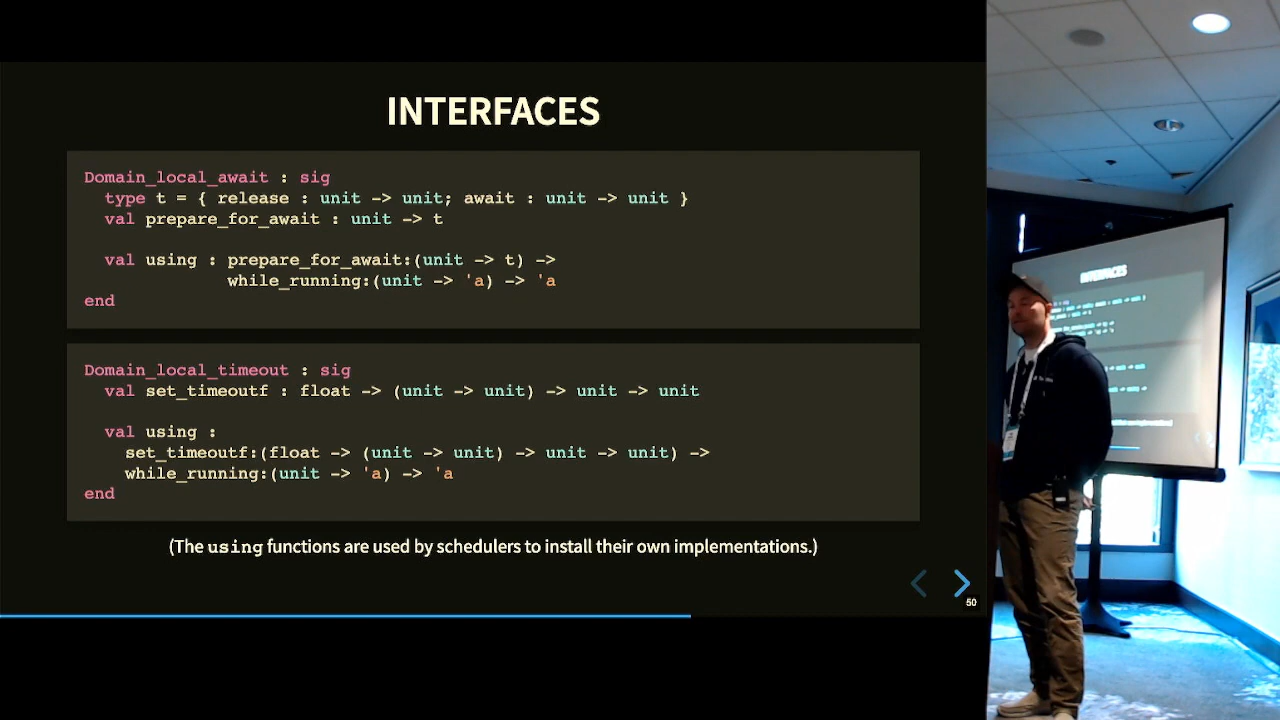 INTERFACES
Domain_local_await : sig
  type t = { release : unit -> unit; await : unit -> unit }
  val prepare_for_await : unit -> t

  val using : prepare_for_await:(unit -> t) ->
              while_running:(unit -> 'a) -> 'a
end
Domain_local_timeout : sig
  val set_timeoutf : float -> (unit -> unit) -> unit -> unit

  val using :
    set_timeoutf:(float -> (unit -> unit) -> unit -> unit) ->
    while_running:(unit -> 'a) -> 'a
end
(The using functions are used by schedulers to install their own implementations.)
50
INTERFACES